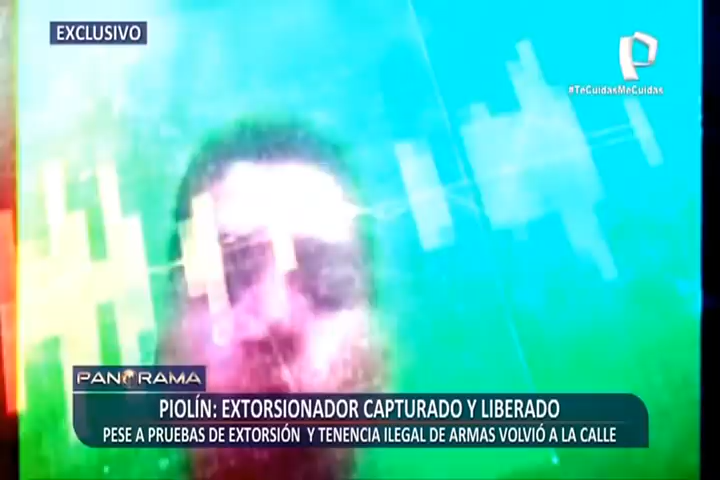 EXCLUSIVO
#TeCuidasMeCuidas
PANORAMA
PIOLÍN: EXTORSIONADOR CAPTURADO Y LIBERADO
PESE A PRUEBAS DE EXTORSIÓN Y TENENCIA ILEGAL DE ARMAS VOLVIÓ A LA CALLE